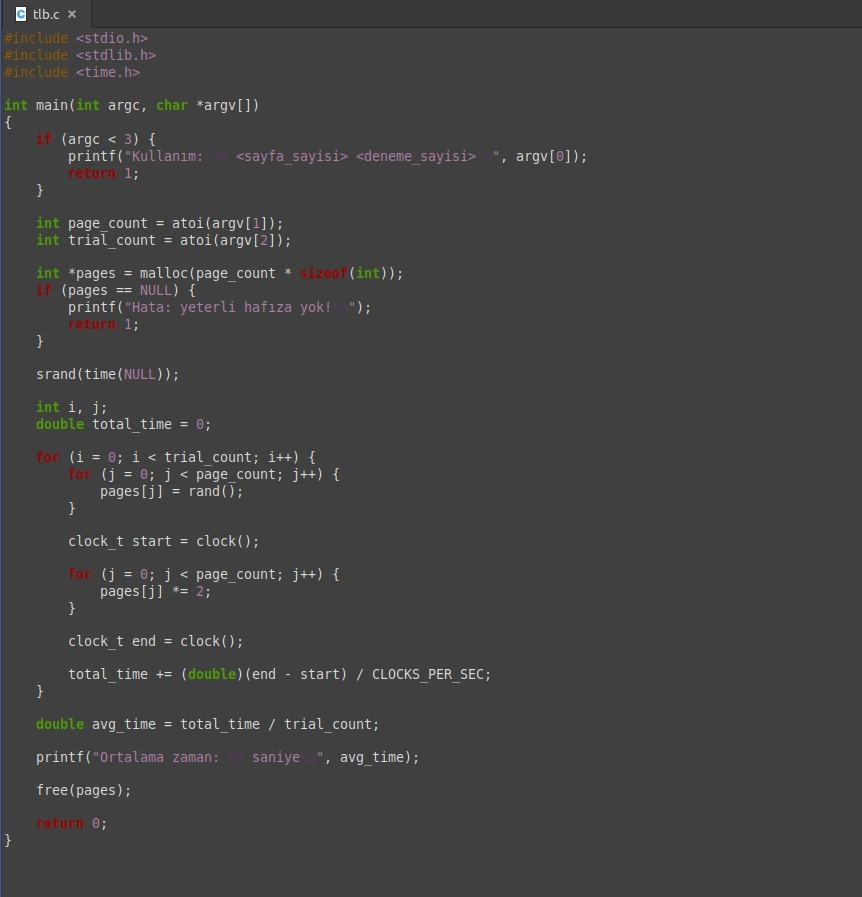 tlb.c
#include <stdio.h>
#include <stdlib.h>
#include <time.h>
int main(int argc, char *argv[])
{
    if (argc < 3) {
        printf("Kullanım: %s <sayfa_sayisi> <deneme_sayisi>\n", argv[0]);
        return 1;
    }
    int page_count = atoi(argv[1]);
    int trial_count = atoi(argv[2]);
    int *pages = malloc(page_count * sizeof(int));
    if (pages == NULL) {
        printf("Hata: yeterli hafıza yok!\n");
        return 1;
    }
    srand(time(NULL));
    int i, j;
    double total_time = 0;
    for (i = 0; i < trial_count; i++) {
        for (j = 0; j < page_count; j++) {
            pages[j] = rand();
        }
        clock_t start = clock();
        for (j = 0; j < page_count; j++) {
            pages[j] *= 2;
        }
        clock_t end = clock();
        total_time += (double)(end - start) / CLOCKS_PER_SEC;
    }
    double avg_time = total_time / trial_count;
    printf("Ortalama zaman: %f saniye\n", avg_time);
    free(pages);
    return 0;
}